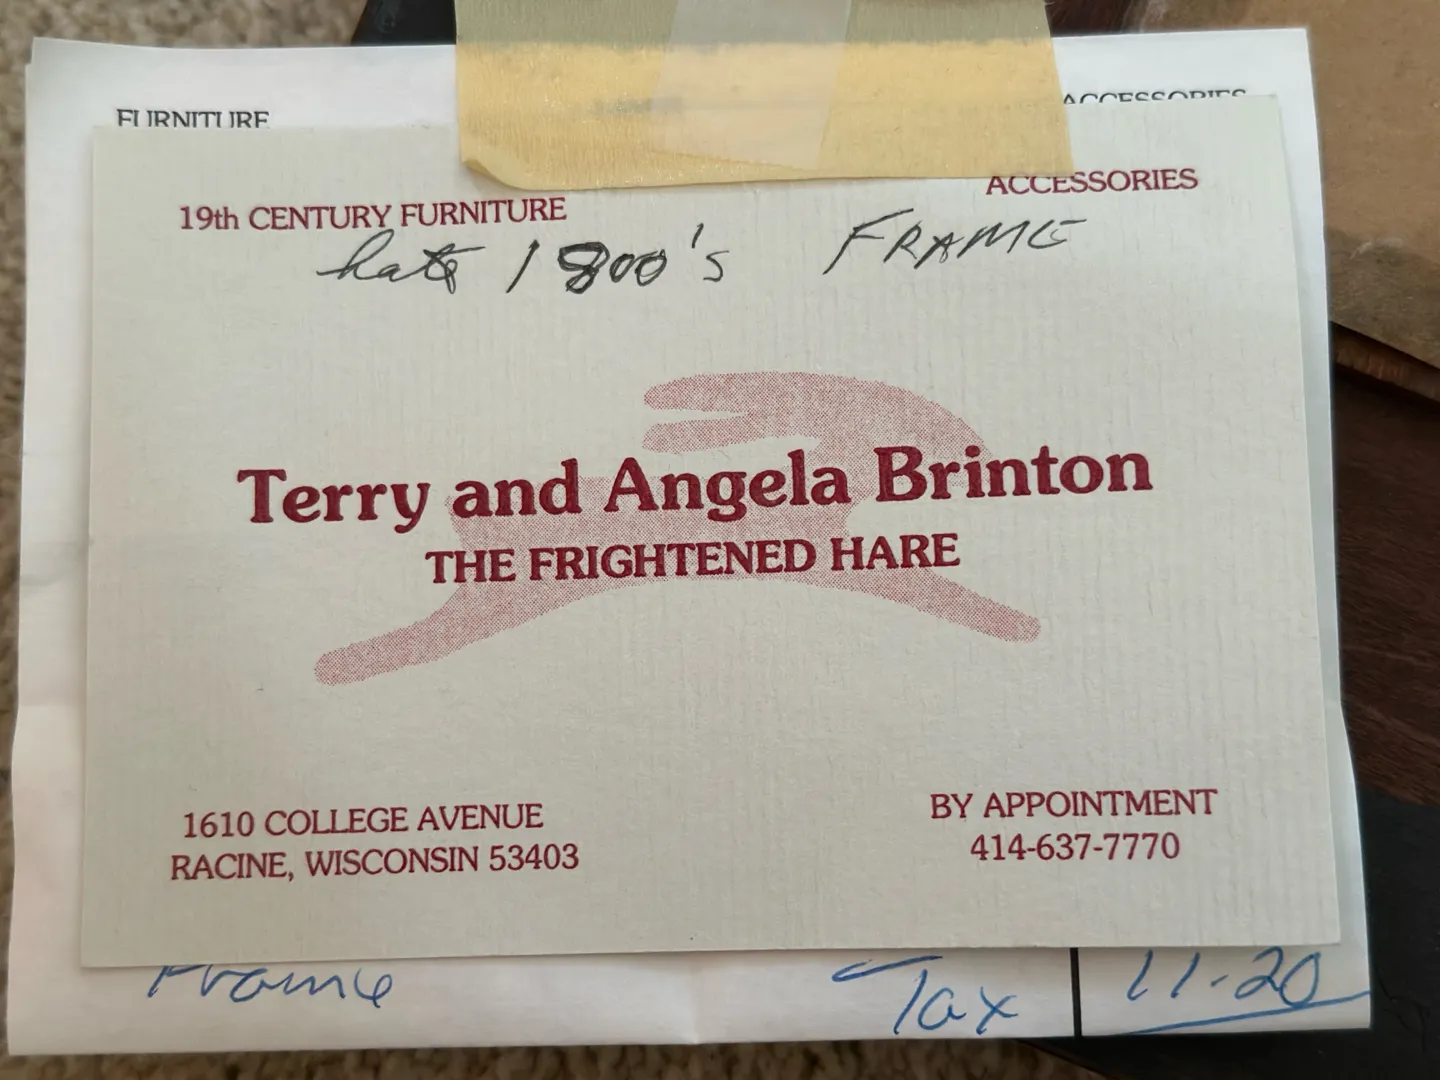 FURNITURE
ACCESSORIES
19th CENTURY FURNITURE
ACCESSORIES
Late 1800's FRAME
Terry and Angela Brinton
THE FRIGHTENED HARE
1610 COLLEGE AVENUE
RACINE, WISCONSIN 53403
BY APPOINTMENT
414-637-7770
Frame
Tax 11.20